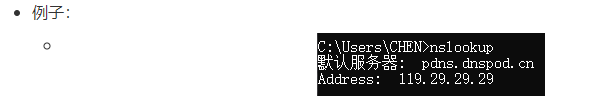 例子:
C:\Users\CHEN>nslookup
默认服务器:  pdns.dnspod.cn
Address:  119.29.29.29